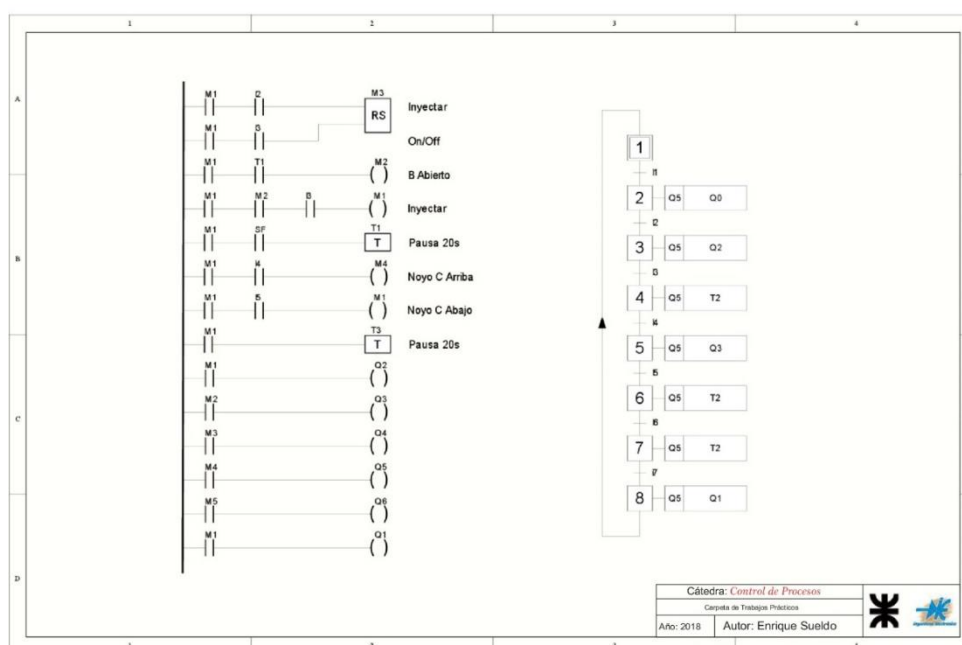 1 2 3 4
A
B
C
D
M1 I2 M3
RS Inyectar
M1 I3 On/Off
M1 T1 M2
B Abierto
M1 M2 I3 M1
Inyectar
M1 SF T1
T Pausa 20s
M1 I4 M4
Noyo C Arriba
M1 I5 M1
Noyo C Abajo
M1 T3
T Pausa 20s
M1 Q2
M2 Q3
M3 Q4
M4 Q5
M5 Q6
M1 Q1
1
I1
2 Q5 Q0
I2
3 Q5 Q2
I3
4 Q5 T2
I4
5 Q5 Q3
I5
6 Q5 T2
I6
7 Q5 T2
I7
8 Q5 Q1
Cátedra: Control de Procesos
Carpeta de Trabajos Prácticos
Año: 2018 Autor: Enrique Sueldo